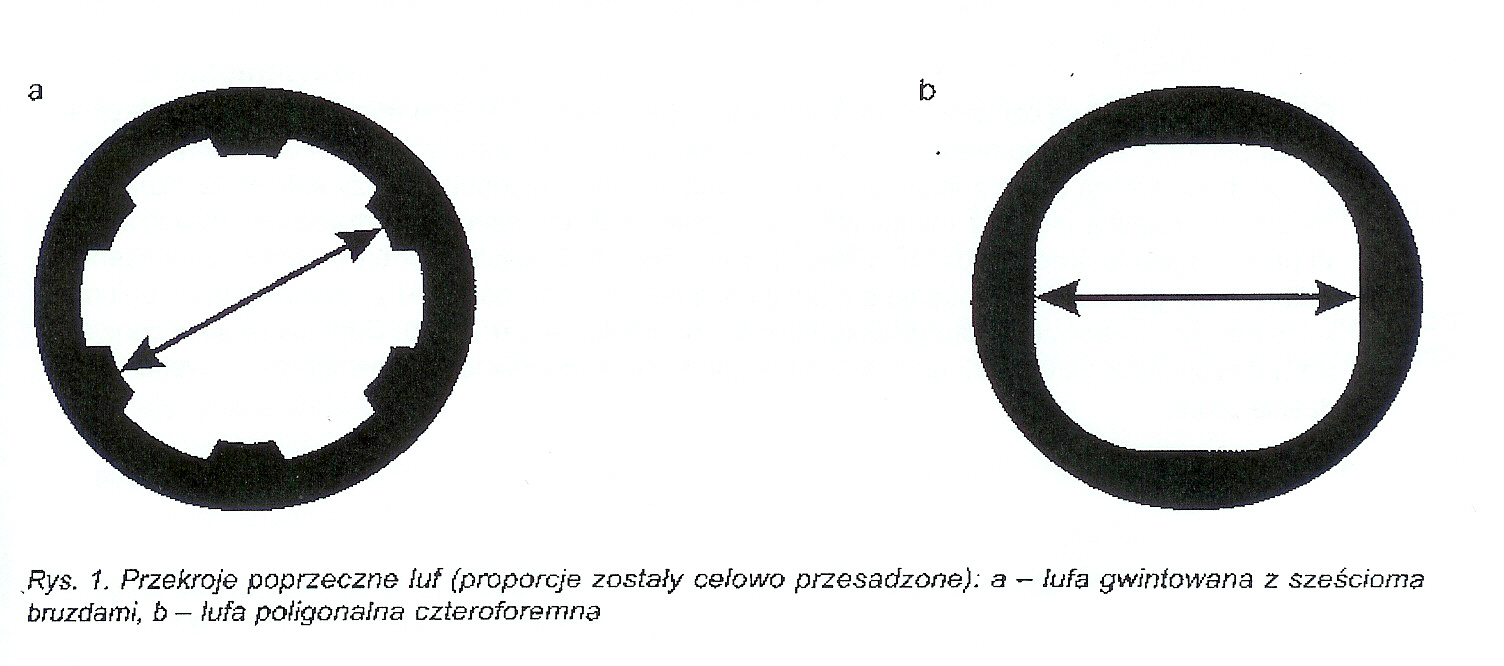 a
b
Rys. 1. Przekroje poprzeczne luf (proporcje zostały celowo przesadzone): a – lufa gwintowana z sześcioma
bruzdami, b – lufa poligonalna czteroforemna